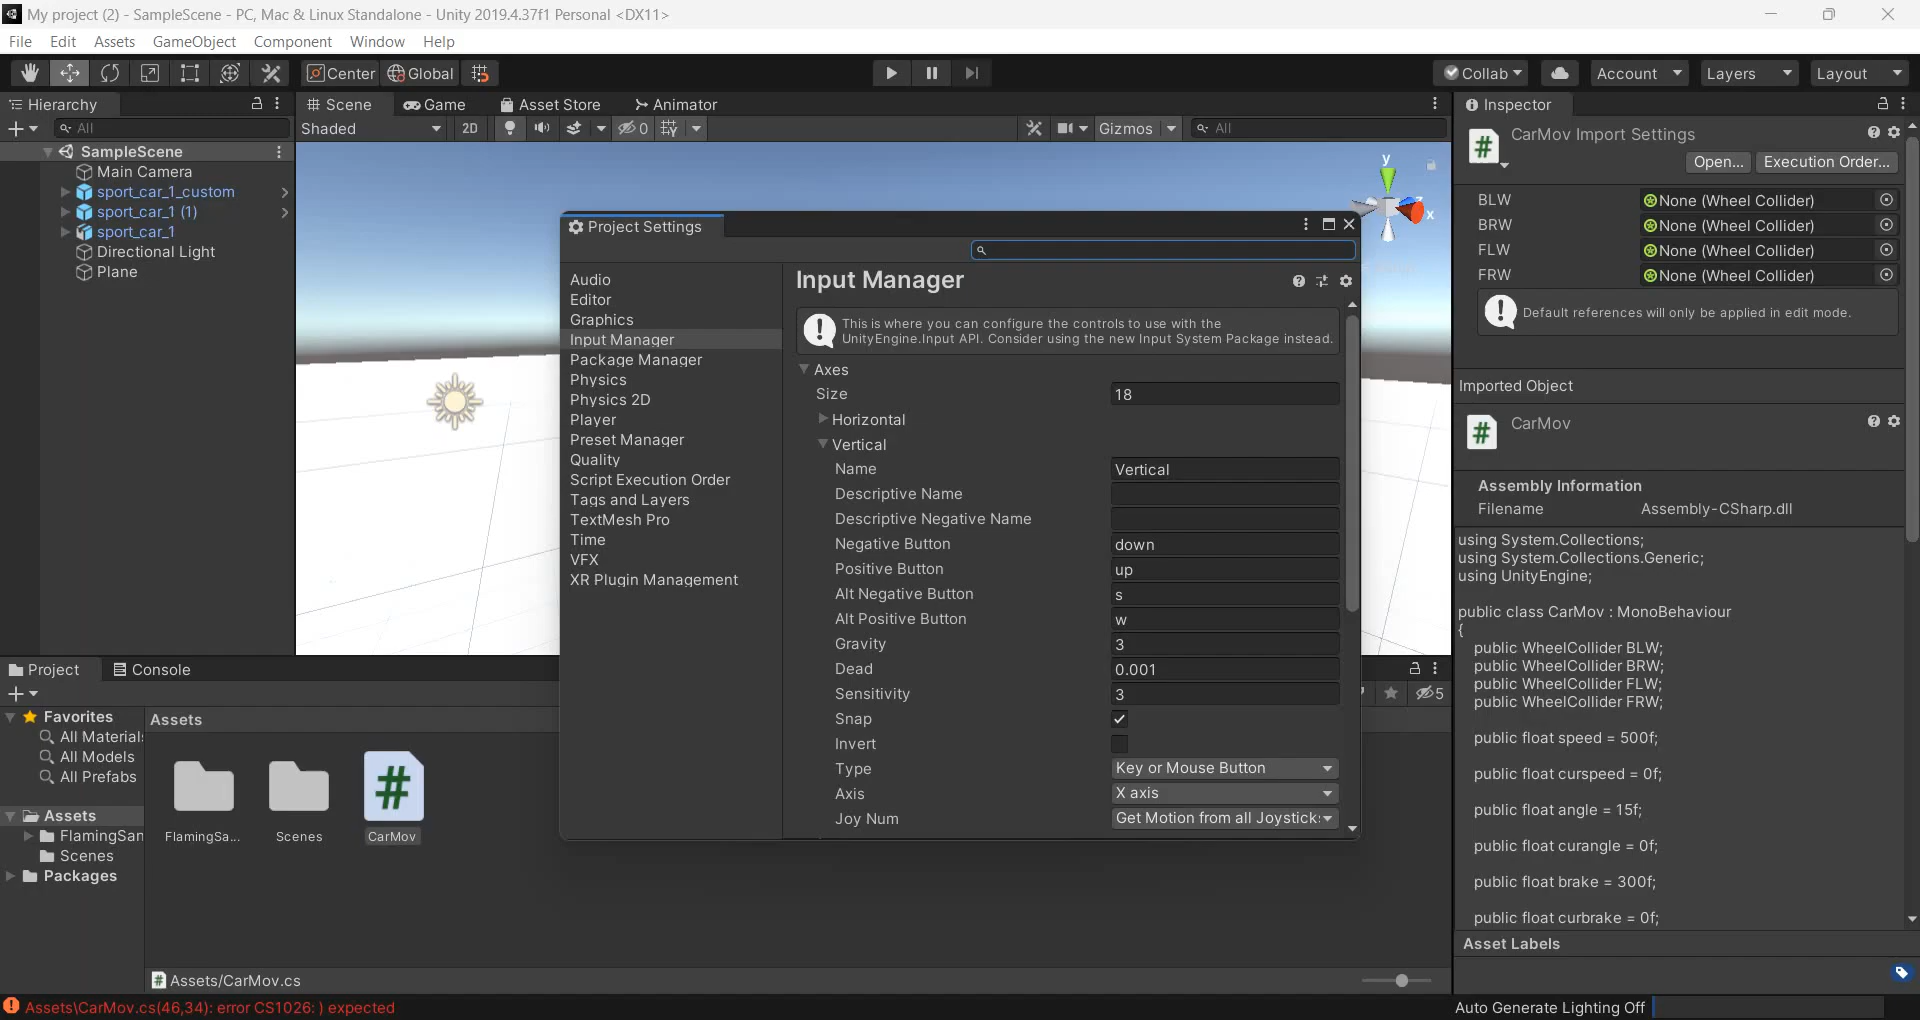 My project (2) - SampleScene - PC, Mac & Linux Standalone - Unity 2019.4.37f1 Personal <DX11>
File Edit Assets GameObject Component Window Help
Center Global Collab Account Layers Layout
Hierarchy
All
SampleScene
Main Camera
sport_car_1_custom
sport_car_1 (1)
sport_car_1
Directional Light
Plane
Scene Game Asset Store Animator
Shaded 2D 0 Gizmos All
y
x
Project Settings
Audio
Editor
Graphics
Input Manager
Package Manager
Physics
Physics 2D
Player
Preset Manager
Quality
Script Execution Order
Tags and Layers
TextMesh Pro
Time
VFX
XR Plugin Management
Input Manager
This is where you can configure the controls to use with the
UnityEngine.Input API. Consider using the new Input System Package instead.
Axes
Size 18
Horizontal
Vertical
Name Vertical
Descriptive Name
Descriptive Negative Name
Negative Button down
Positive Button up
Alt Negative Button s
Alt Positive Button w
Gravity 3
Dead 0.001
Sensitivity 3
Snap
Invert
Type Key or Mouse Button
Axis X axis
Joy Num Get Motion from all Joysticks
Inspector
CarMov Import Settings
Open... Execution Order...
BLW None (Wheel Collider)
BRW None (Wheel Collider)
FLW None (Wheel Collider)
FRW None (Wheel Collider)
Default references will only be applied in edit mode.
Imported Object
CarMov
Assembly Information
Filename Assembly-CSharp.dll
using System.Collections;
using System.Collections.Generic;
using UnityEngine;
public class CarMov : MonoBehaviour
{
public WheelCollider BLW;
public WheelCollider BRW;
public WheelCollider FLW;
public WheelCollider FRW;
public float speed = 500f;
public float curspeed = 0f;
public float angle = 15f;
public float curangle = 0f;
public float brake = 300f;
public float curbrake = 0f;
Asset Labels
Project Console
5
Favorites
All Material
All Models
All Prefabs
Assets
FlamingSan
Scenes
Packages
Assets
FlamingSa... Scenes CarMov
Assets/CarMov.cs
Assets\CarMov.cs(46,34): error CS1026: ) expected
Auto Generate Lighting Off